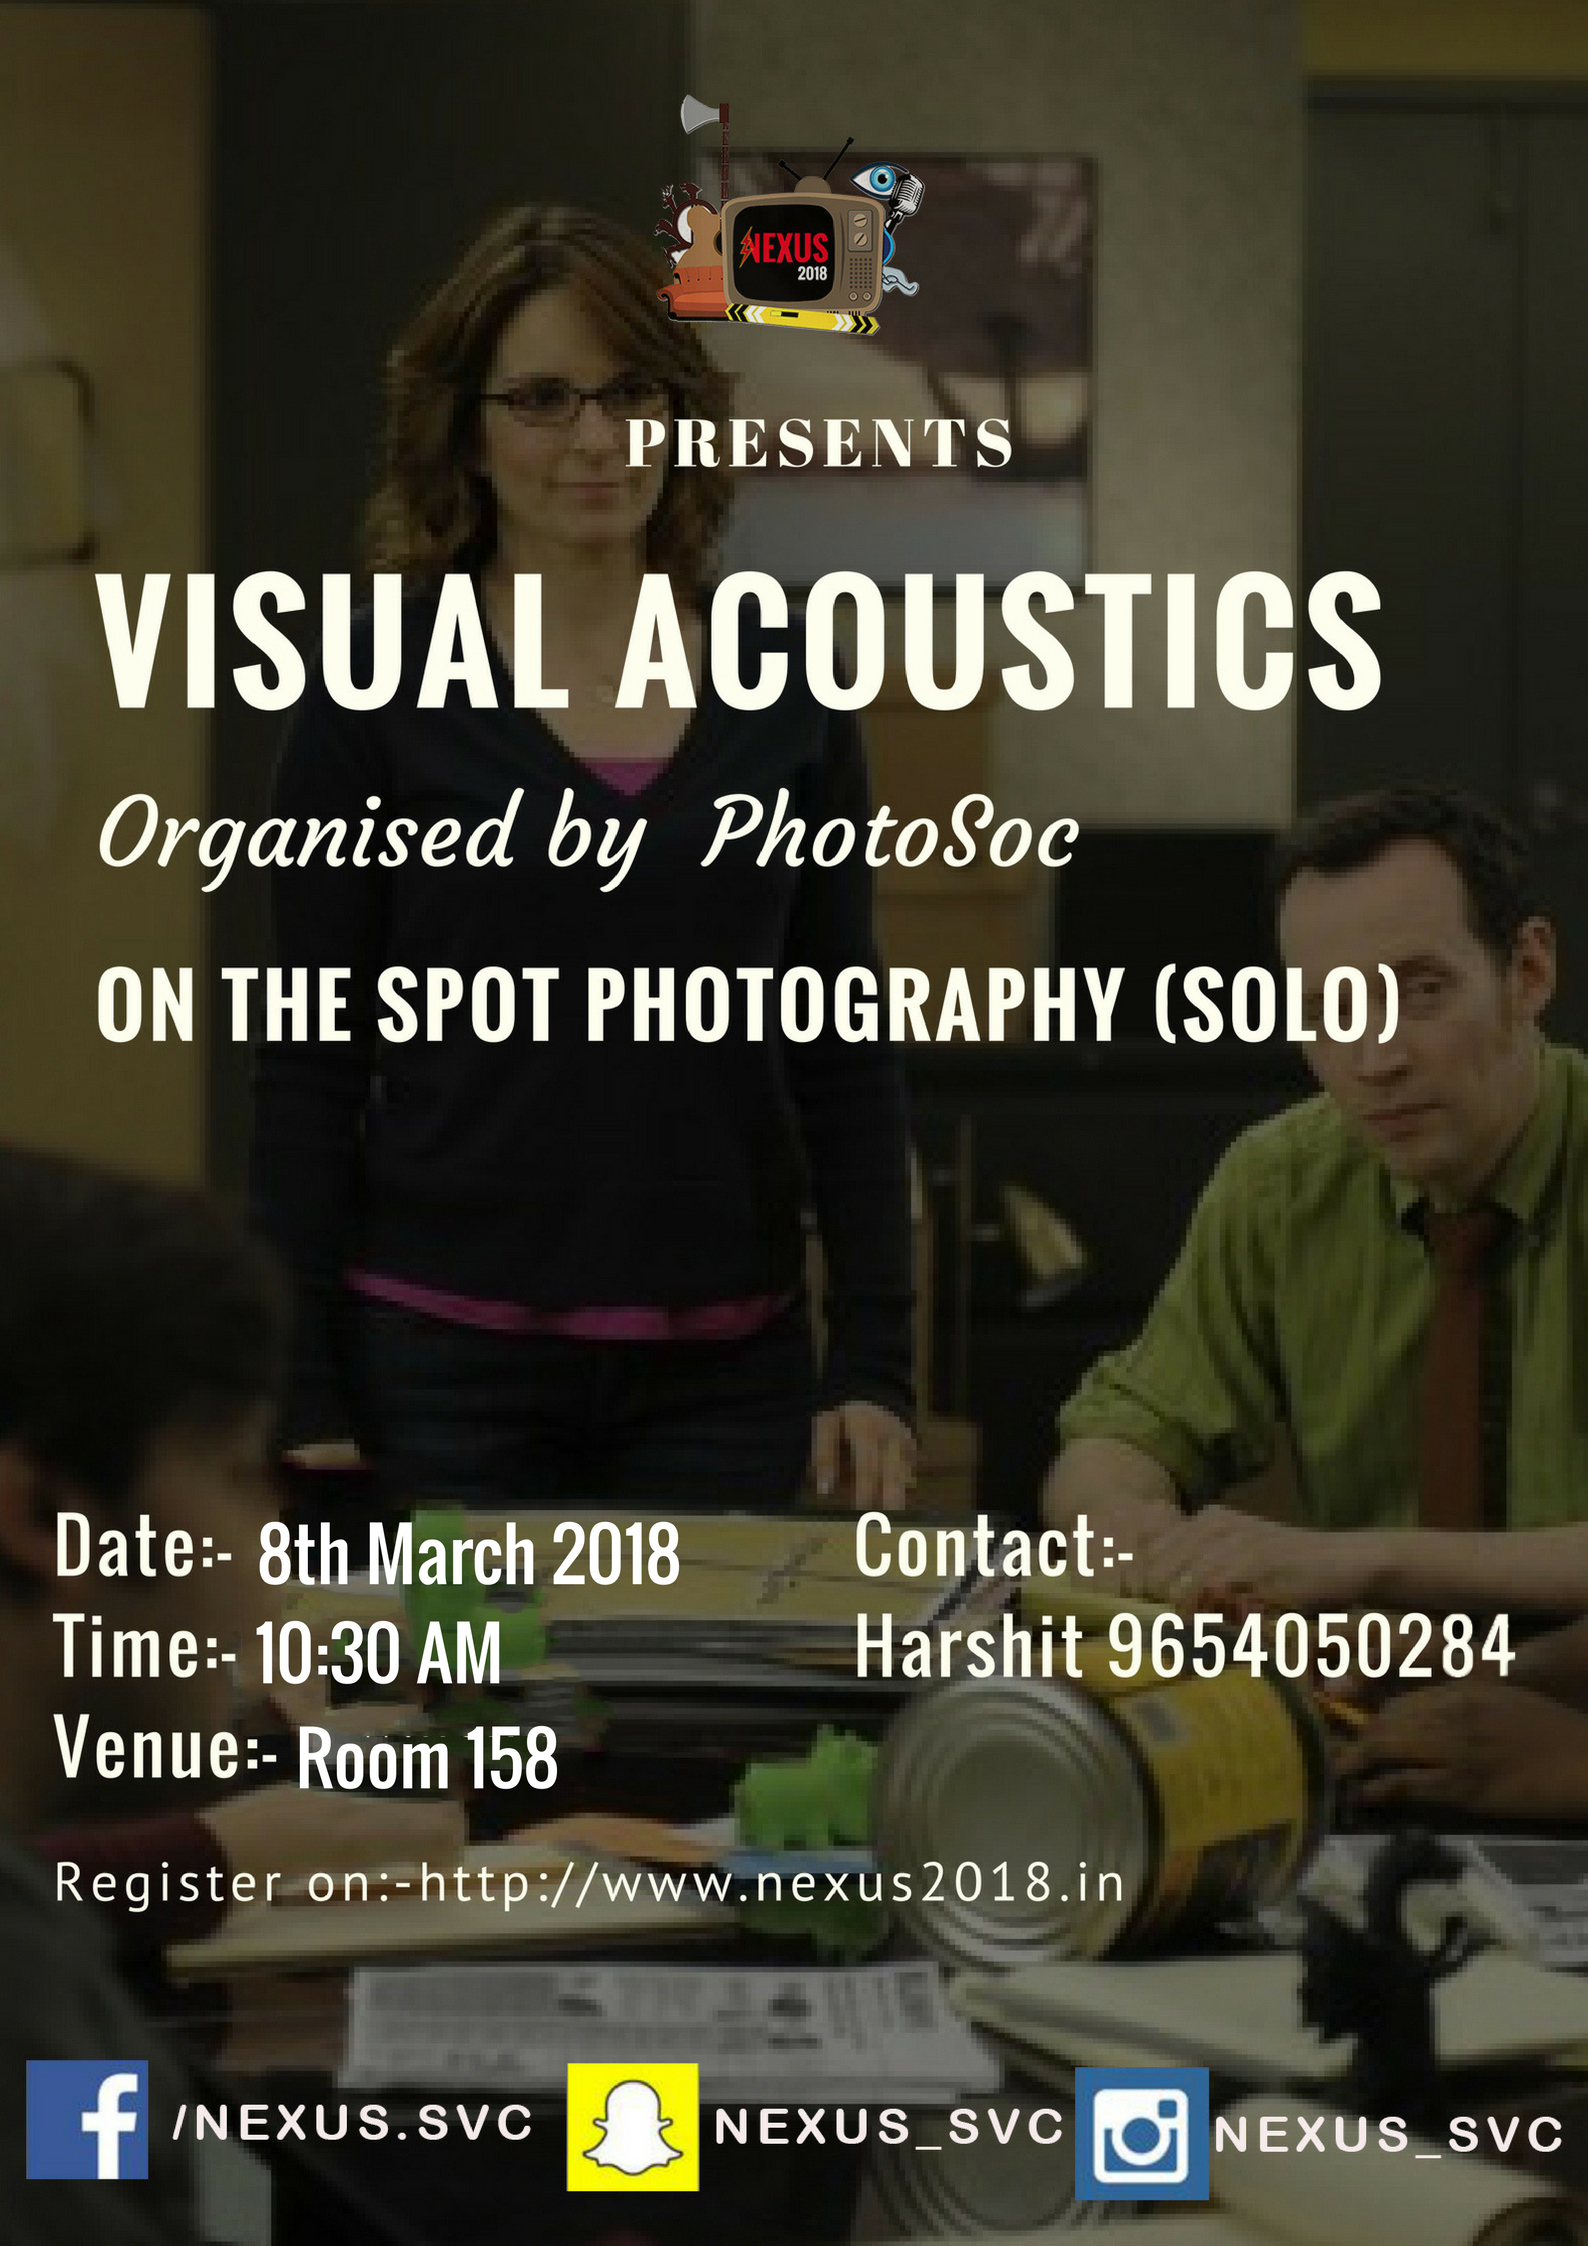 NEXUS
2018
PRESENTS
VISUAL ACOUSTICS
Organised by PhotoSoc
ON THE SPOT PHOTOGRAPHY (SOLO)
Date:- 8th March 2018
Time:- 10:30 AM
Venue:- Room 158
Contact:-
Harshit 9654050284
Register on:-http://www.nexus2018.in
/NEXUS.SVC
NEXUS_SVC
NEXUS_SVC